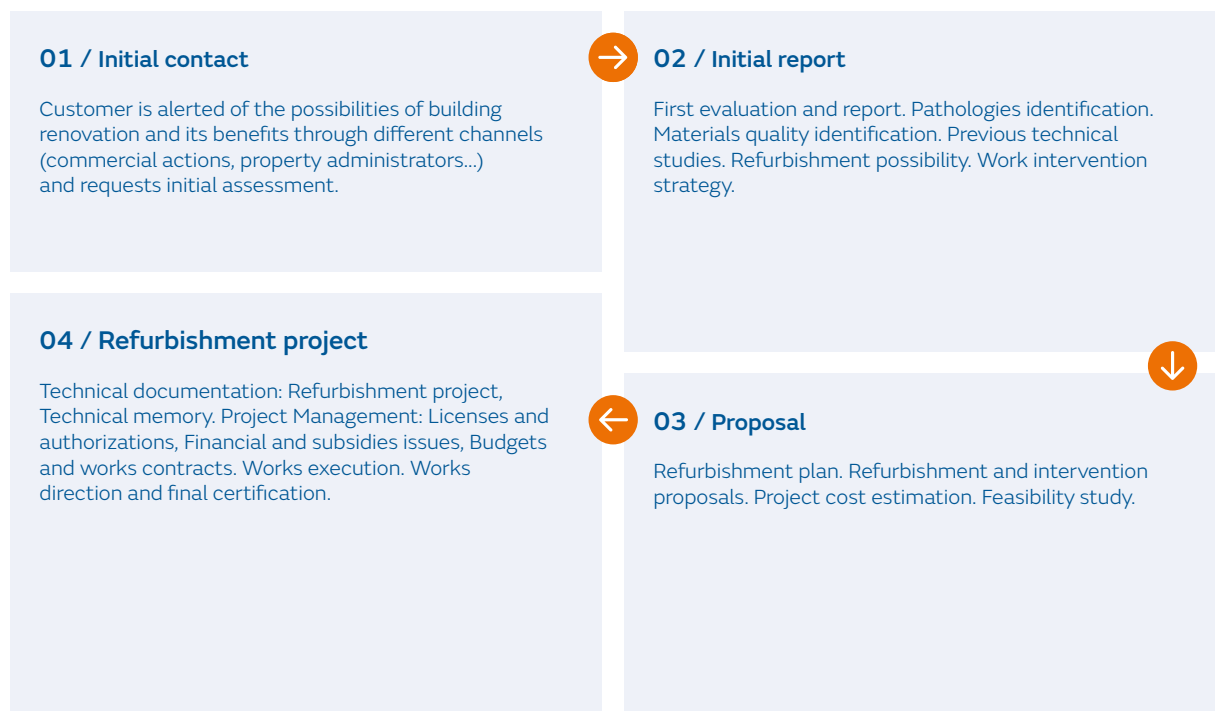 01 / Initial contact
Customer is alerted of the possibilities of building
renovation and its benefits through different channels
(commercial actions, property administrators...)
and requests initial assessment.
02 / Initial report
First evaluation and report. Pathologies identification.
Materials quality identification. Previous technical
studies. Refurbishment possibility. Work intervention
strategy.
03 / Proposal
Refurbishment plan. Refurbishment and intervention
proposals. Project cost estimation. Feasibility study.
04 / Refurbishment project
Technical documentation: Refurbishment project,
Technical memory. Project Management: Licenses and
authorizations, Financial and subsidies issues, Budgets
and works contracts. Works execution. Works
direction and final certification.